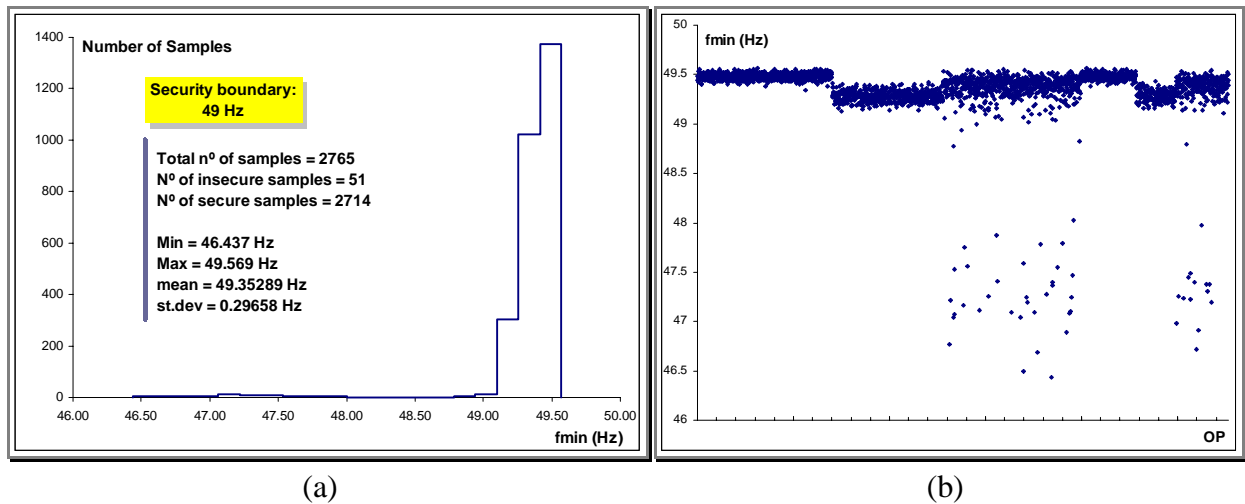 Number of Samples
Security boundary:
49 Hz
Total nº of samples = 2765
Nº of insecure samples = 51
Nº of secure samples = 2714
Min = 46.437 Hz
Max = 49.569 Hz
mean = 49.35289 Hz
st.dev = 0.29658 Hz
1400
1200
1000
800
600
400
200
0
46.00 46.50 47.00 47.50 48.00 48.50 49.00 49.50 50.00
fmin (Hz)
(a)
fmin (Hz)
50
49.5
49
48.5
48
47.5
47
46.5
46
OP
(b)